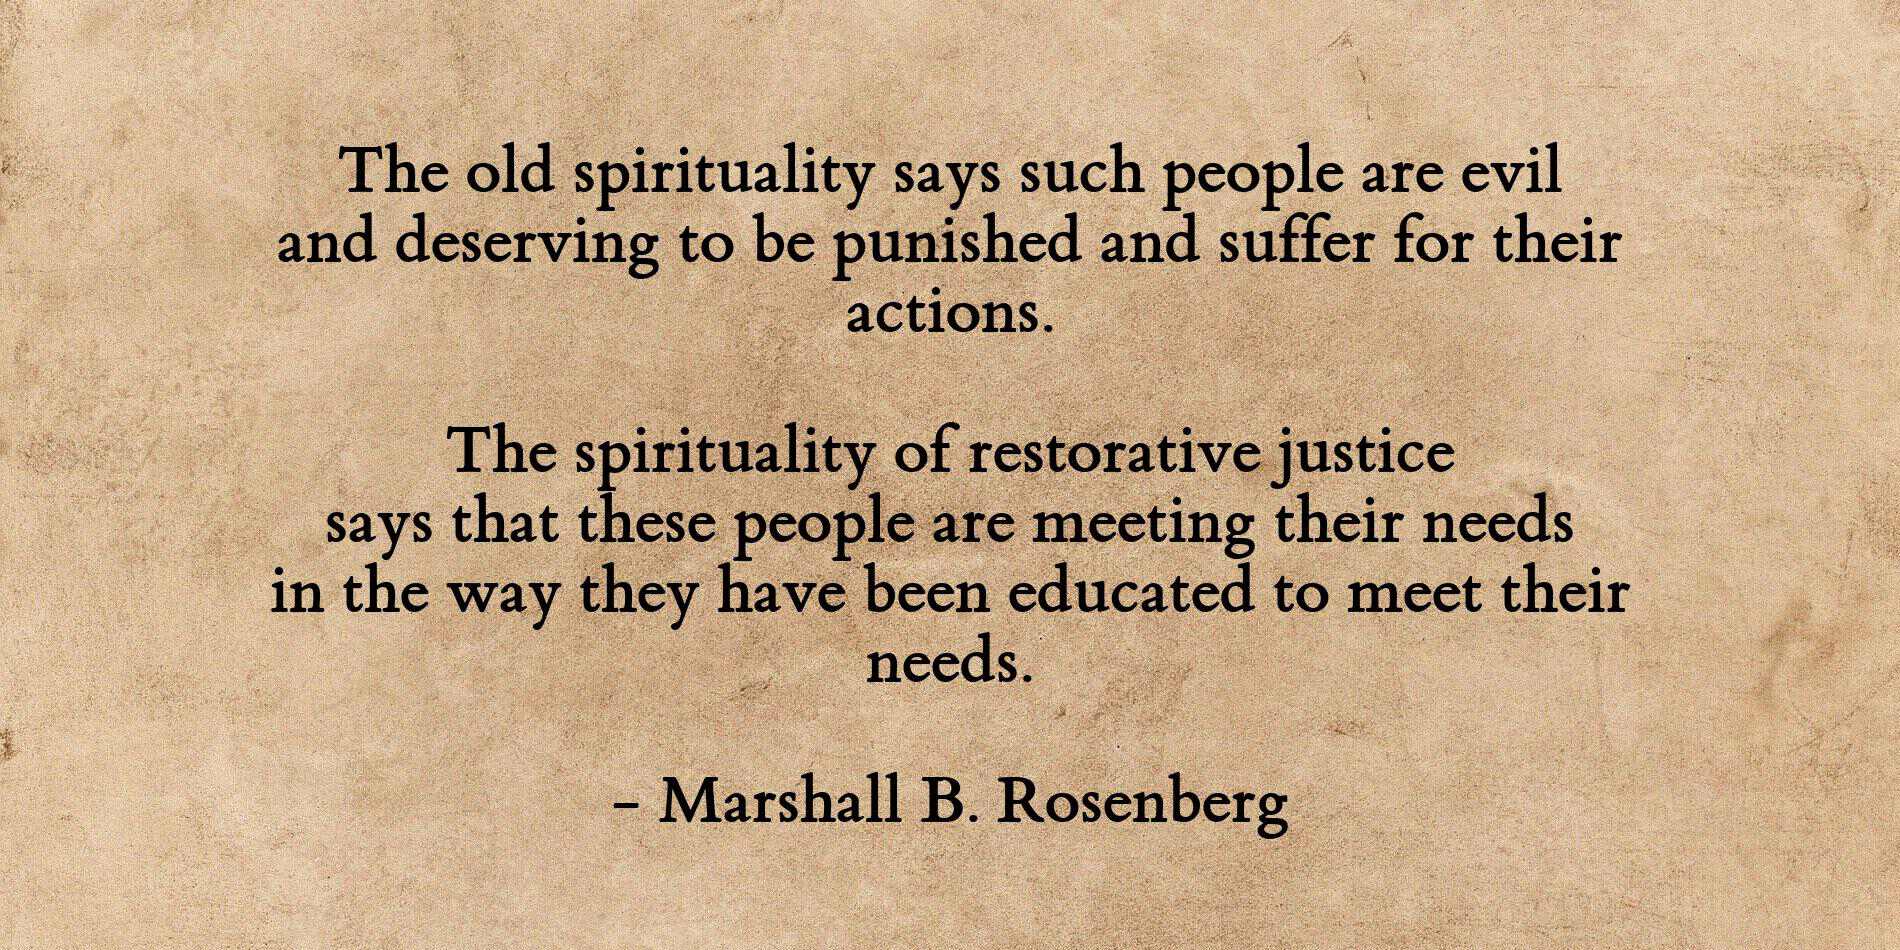 The old spirituality says such people are evil
and deserving to be punished and suffer for their
actions.
The spirituality of restorative justice
says that these people are meeting their needs
in the way they have been educated to meet their
needs.
– Marshall B. Rosenberg